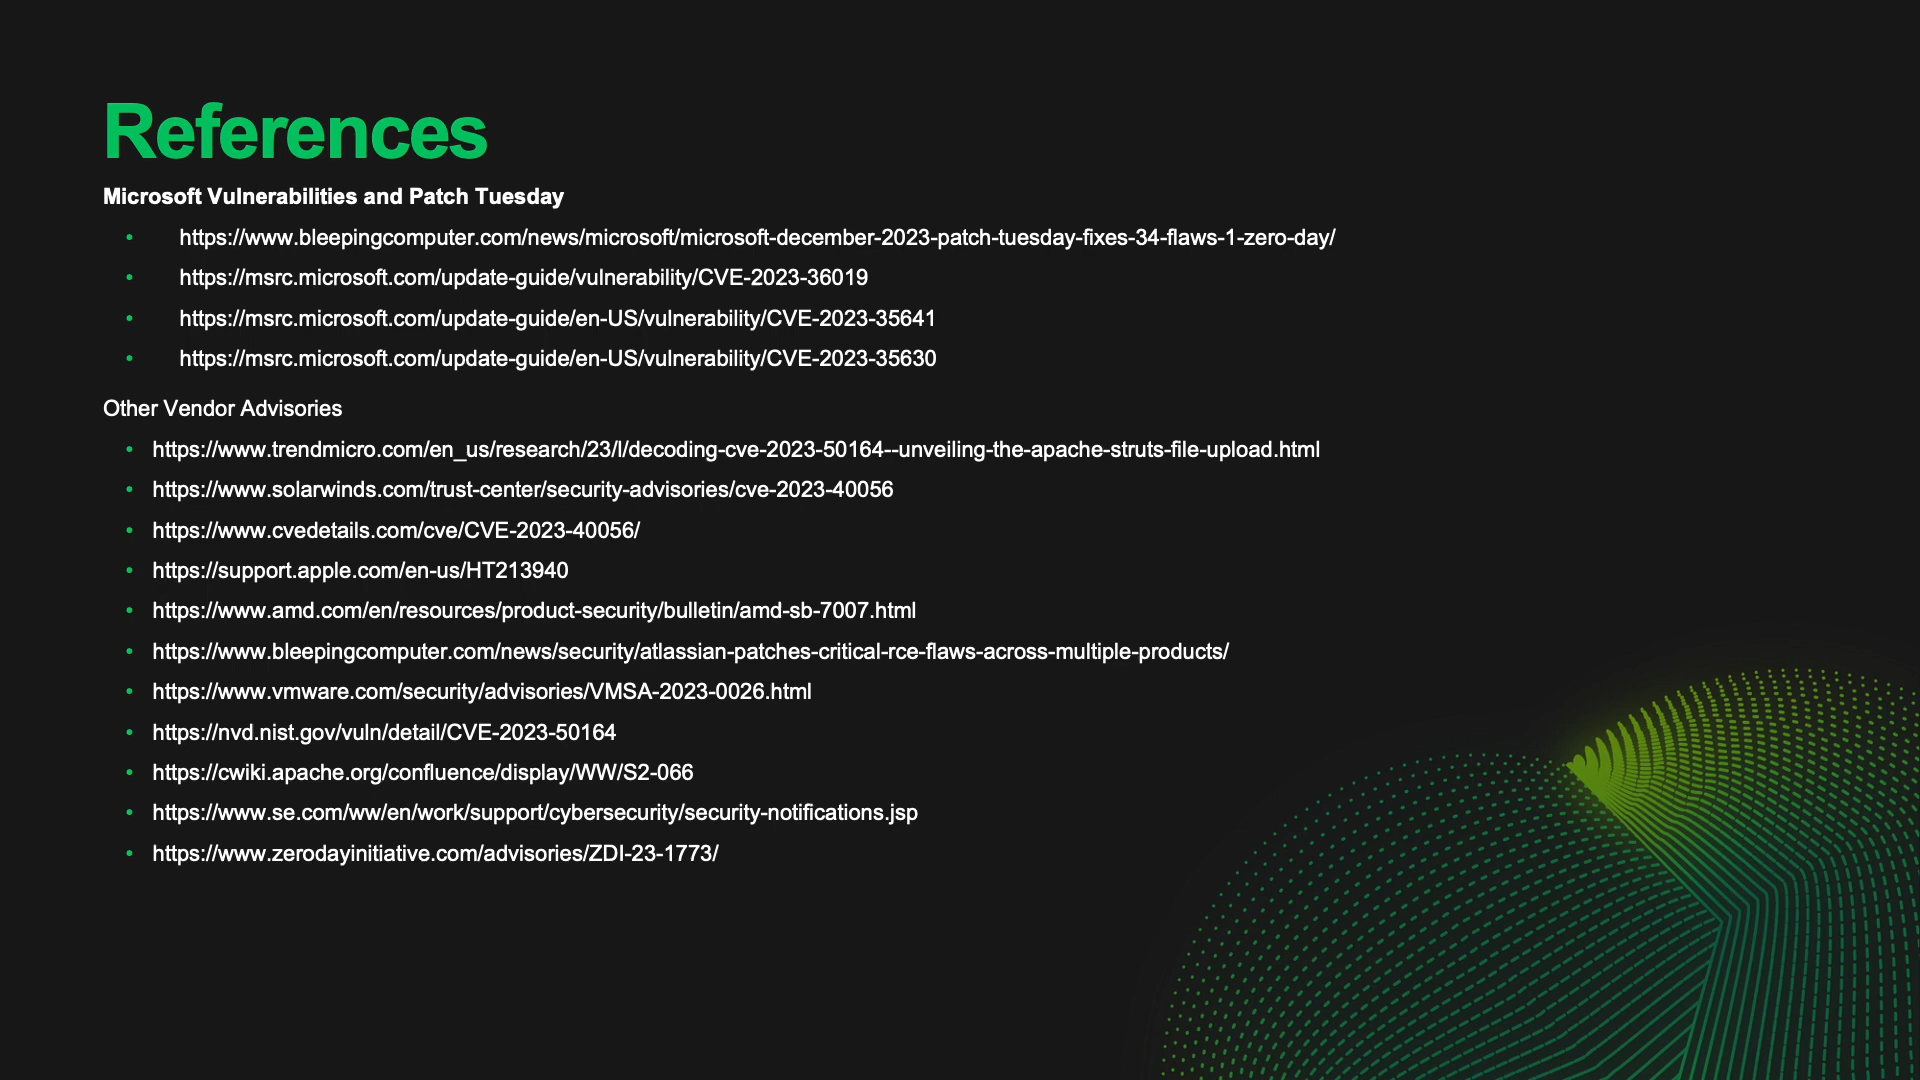 References
Microsoft Vulnerabilities and Patch Tuesday
• https://www.bleepingcomputer.com/news/microsoft/microsoft-december-2023-patch-tuesday-fixes-34-flaws-1-zero-day/
• https://msrc.microsoft.com/update-guide/vulnerability/CVE-2023-36019
• https://msrc.microsoft.com/update-guide/en-US/vulnerability/CVE-2023-35641
• https://msrc.microsoft.com/update-guide/en-US/vulnerability/CVE-2023-35630
Other Vendor Advisories
• https://www.trendmicro.com/en_us/research/23/l/decoding-cve-2023-50164--unveiling-the-apache-struts-file-upload.html
• https://www.solarwinds.com/trust-center/security-advisories/cve-2023-40056
• https://www.cvedetails.com/cve/CVE-2023-40056/
• https://support.apple.com/en-us/HT213940
• https://www.amd.com/en/resources/product-security/bulletin/amd-sb-7007.html
• https://www.bleepingcomputer.com/news/security/atlassian-patches-critical-rce-flaws-across-multiple-products/
• https://www.vmware.com/security/advisories/VMSA-2023-0026.html
• https://nvd.nist.gov/vuln/detail/CVE-2023-50164
• https://cwiki.apache.org/confluence/display/WW/S2-066
• https://www.se.com/ww/en/work/support/cybersecurity/security-notifications.jsp
• https://www.zerodayinitiative.com/advisories/ZDI-23-1773/